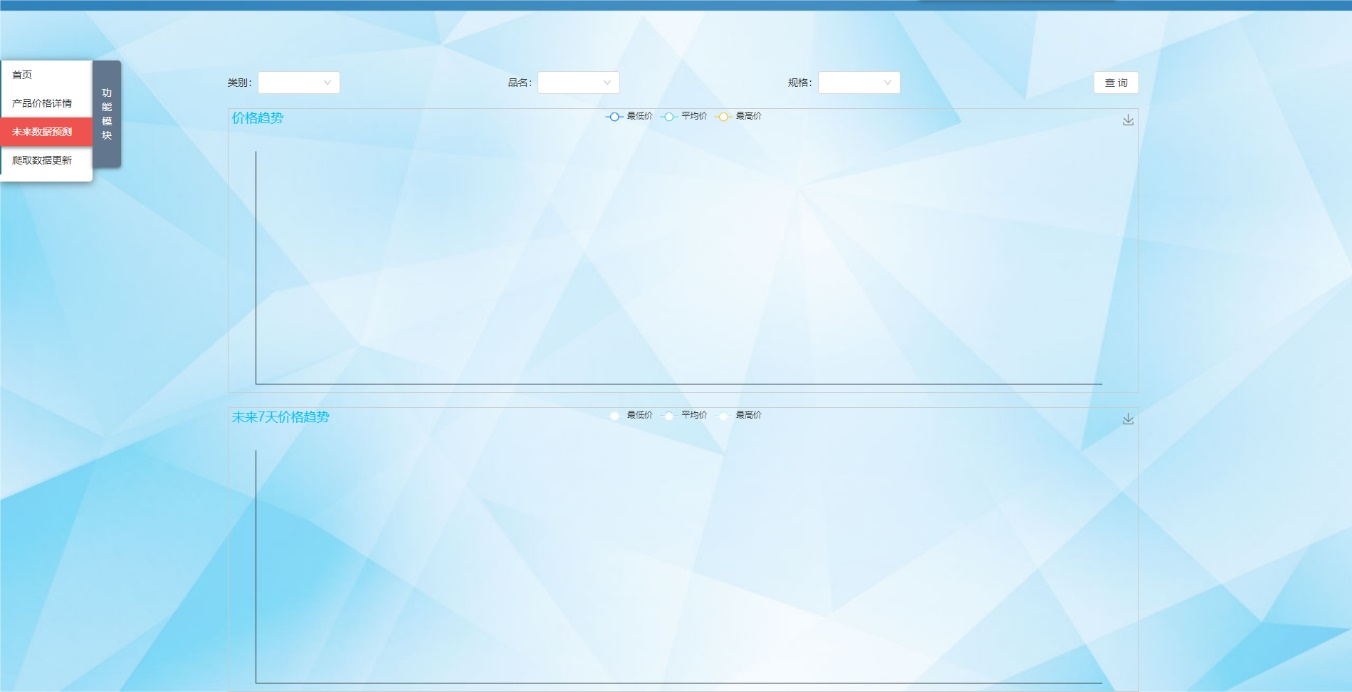 首页
产品价格详情
未来数据预测
爬取数据更新
功能模块
类别:
品名:
规格:
查 询
价格趋势
最低价 平均价 最高价
未来7天价格趋势
最低价 平均价 最高价